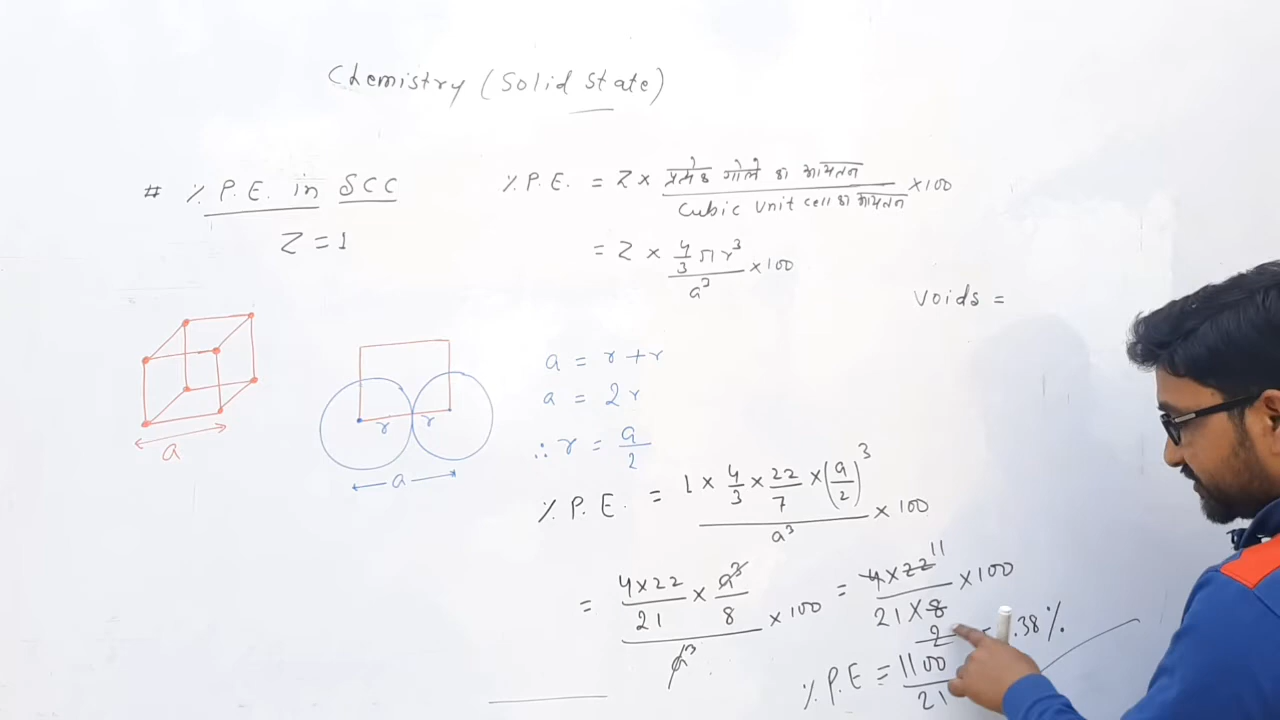 Chemistry (Solid State)
# % P.E. in SCC
Z = 1
% P.E. = Z × प्रत्येक गोले का आयतन / Cubic Unit cell का आयतन × 100
= Z × 4/3 π r³ / a³ × 100
Voids =
a
r r
a
a = r + r
a = 2r
∴ r = a/2
% P.E. = 1 × 4/3 × 22/7 × (a/2)³ / a³ × 100
= 4×22/21 × a³/8 / a³ × 100 = 4×22 11 / 21×8 2 × 100
% P.E = 1100/21 .38%